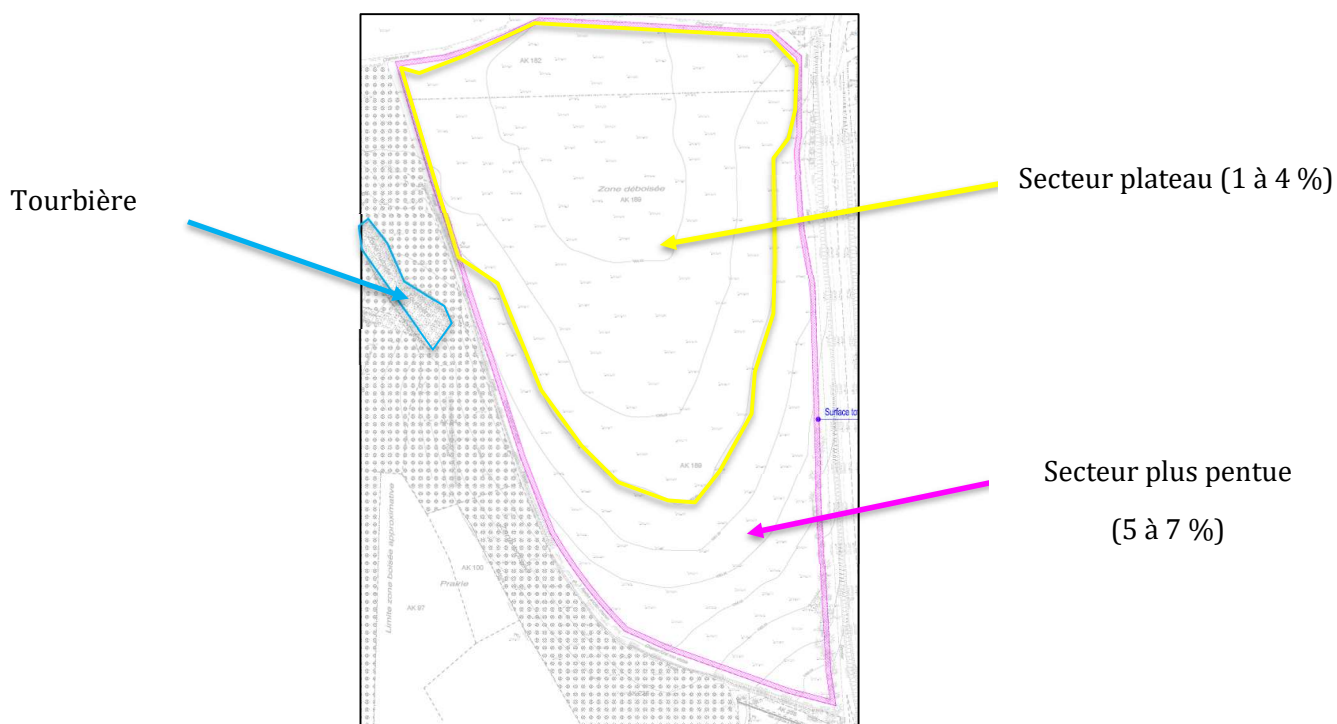 AK 182
Secteur plateau (1 à 4 %)
Tourbière
Zone déboisée
AK 189
Surface to
AK 189
Secteur plus pentue
(5 à 7 %)
Limite zone boisée approximative
AK 100
Prairie
AK 97